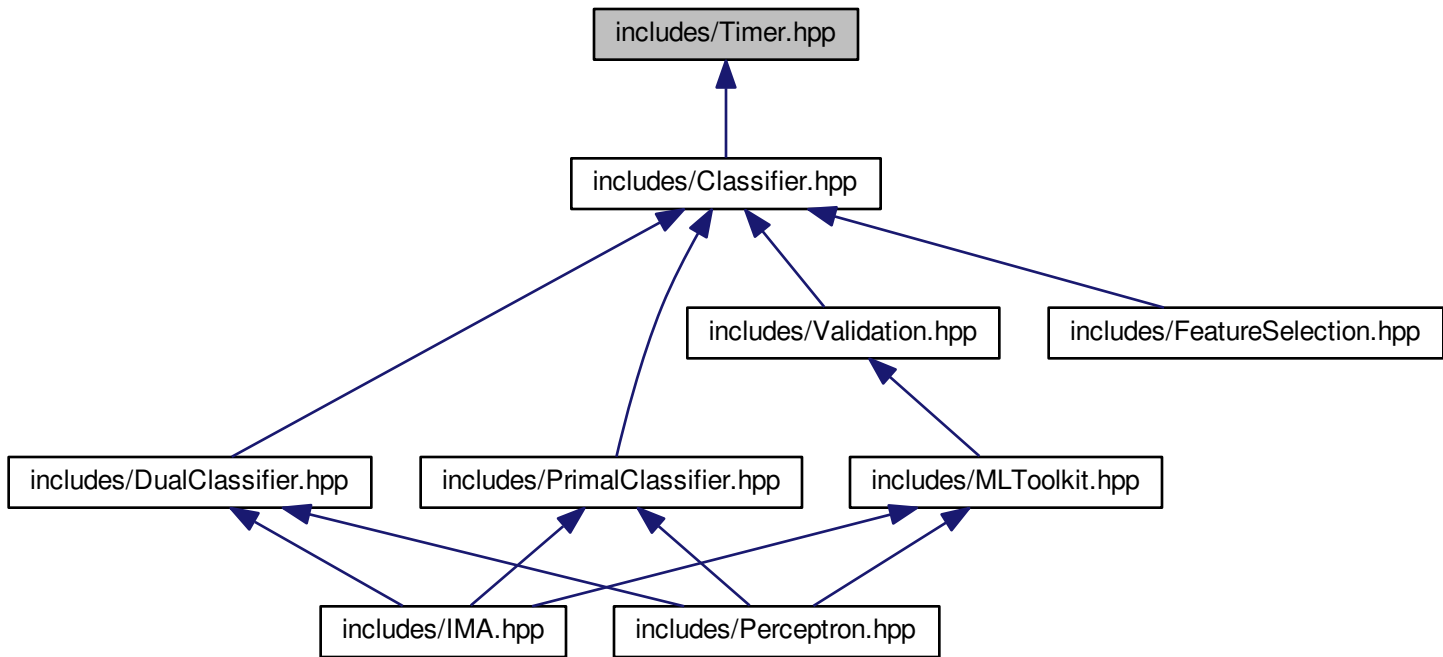 includes/Timer.hpp
includes/Classifier.hpp
includes/Validation.hpp
includes/FeatureSelection.hpp
includes/DualClassifier.hpp
includes/PrimalClassifier.hpp
includes/MLToolkit.hpp
includes/IMA.hpp
includes/Perceptron.hpp